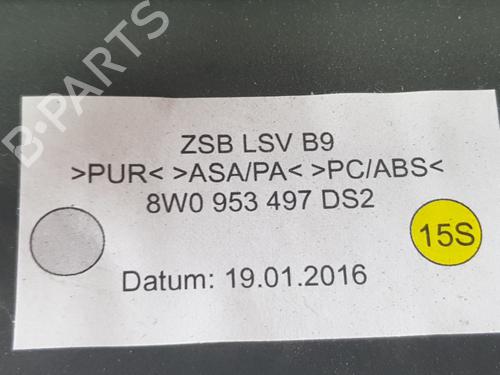 B-PARTS
ZSB LSV B9
>PUR< >ASA/PA< >PC/ABS<
8W0 953 497 DS2
15S
Datum: 19.01.2016